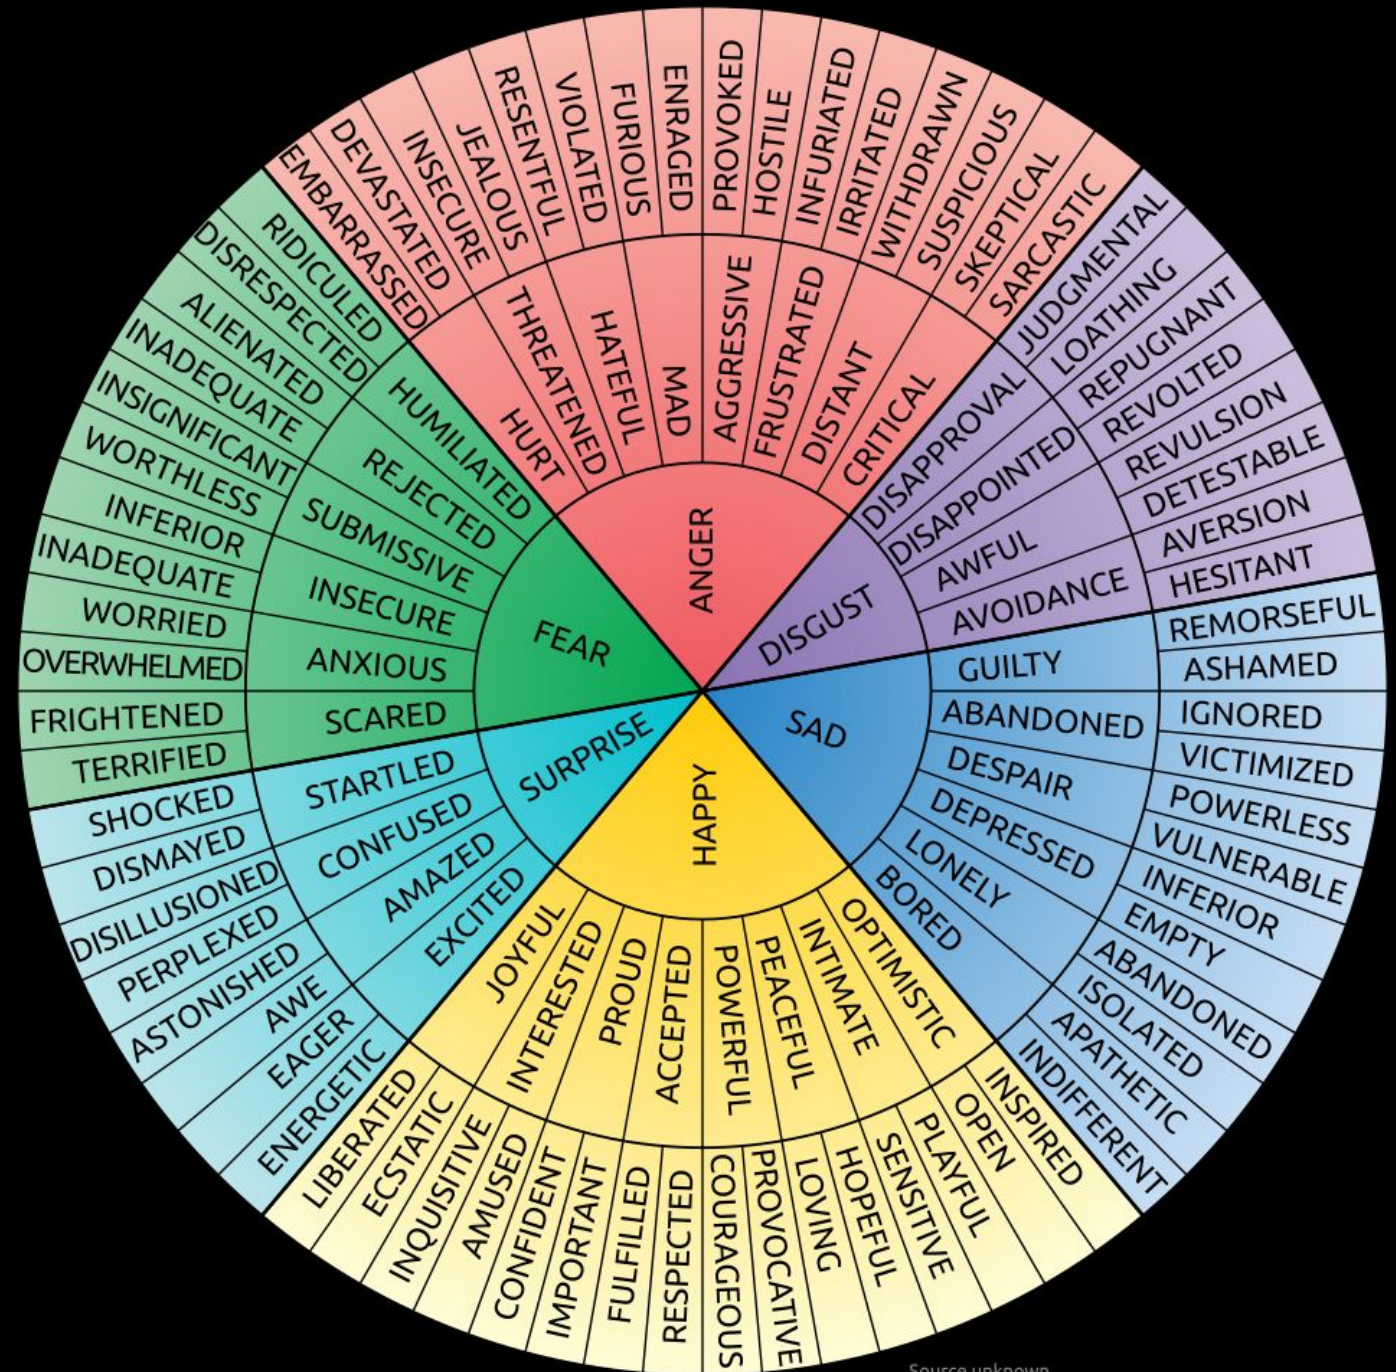 ANGER
HURT
THREATENED
HATEFUL
MAD
AGGRESSIVE
FRUSTRATED
DISTANT
CRITICAL
EMBARRASSED
DEVASTATED
INSECURE
JEALOUS
RESENTFUL
VIOLATED
FURIOUS
ENRAGED
PROVOKED
HOSTILE
INFURIATED
IRRITATED
WITHDRAWN
SUSPICIOUS
SKEPTICAL
SARCASTIC
DISGUST
DISAPPROVAL
DISAPPOINTED
AWFUL
AVOIDANCE
JUDGMENTAL
LOATHING
REPUGNANT
REVOLTED
REVULSION
DETESTABLE
AVERSION
HESITANT
SAD
GUILTY
ABANDONED
DESPAIR
DEPRESSED
LONELY
BORED
REMORSEFUL
ASHAMED
IGNORED
VICTIMIZED
POWERLESS
VULNERABLE
INFERIOR
EMPTY
ABANDONED
ISOLATED
APATHETIC
INDIFFERENT
HAPPY
OPTIMISTIC
INTIMATE
PEACEFUL
POWERFUL
ACCEPTED
PROUD
INTERESTED
JOYFUL
INSPIRED
OPEN
PLAYFUL
SENSITIVE
HOPEFUL
LOVING
PROVOCATIVE
COURAGEOUS
RESPECTED
FULFILLED
IMPORTANT
CONFIDENT
AMUSED
INQUISITIVE
ECSTATIC
LIBERATED
SURPRISE
EXCITED
AMAZED
CONFUSED
STARTLED
ENERGETIC
EAGER
AWE
ASTONISHED
PERPLEXED
DISILLUSIONED
DISMAYED
SHOCKED
FEAR
SCARED
ANXIOUS
INSECURE
SUBMISSIVE
REJECTED
HUMILIATED
TERRIFIED
FRIGHTENED
OVERWHELMED
WORRIED
INADEQUATE
INFERIOR
WORTHLESS
INSIGNIFICANT
INADEQUATE
ALIENATED
DISRESPECTED
RIDICULED
Source unknown